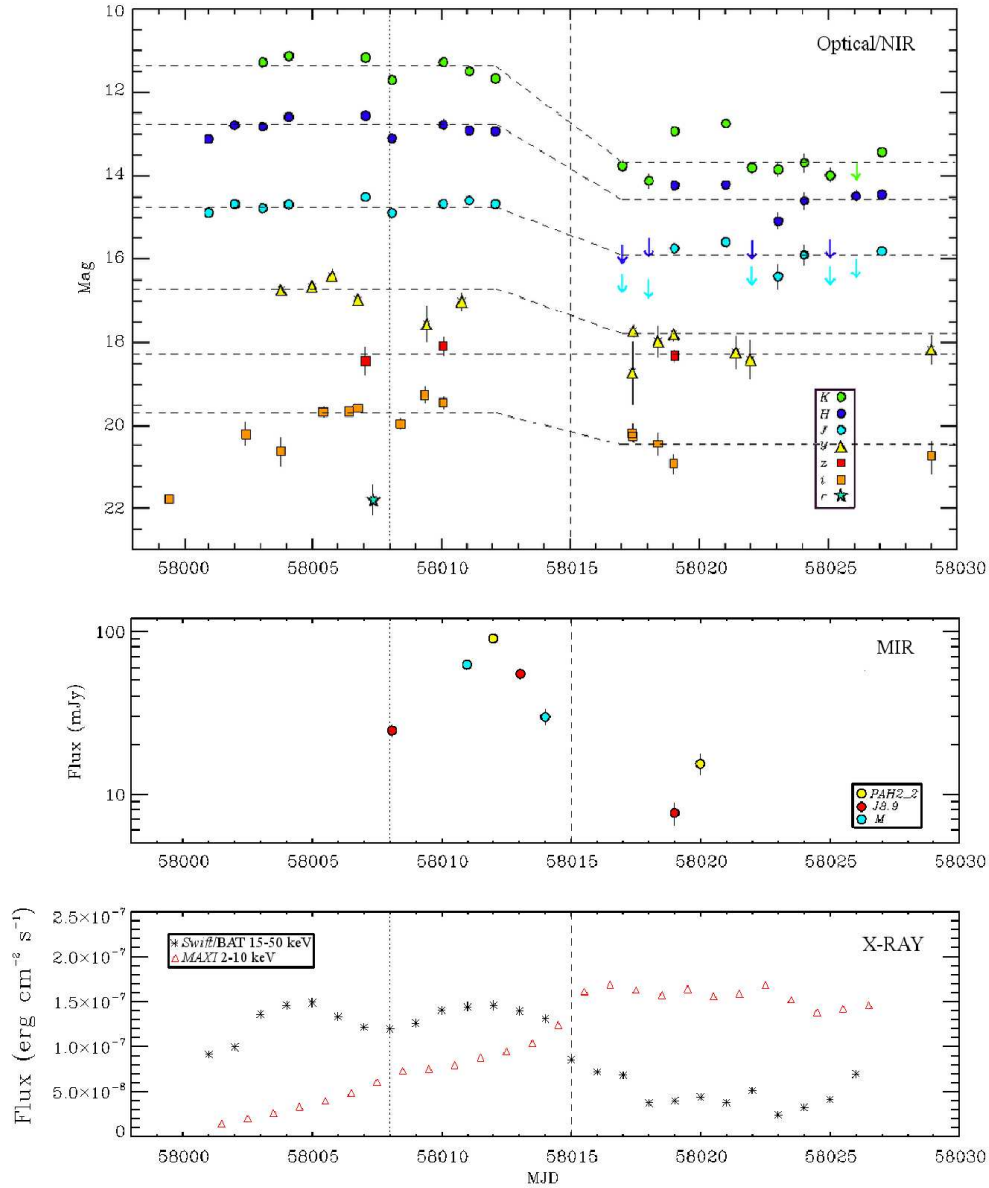 Optical/NIR
10
12
14
16
18
20
22
Mag
K
H
J
y
z
i
r
58000 58005 58010 58015 58020 58025 58030
MIR
100
10
Flux (mJy)
PAH2_2
J8.9
M
58000 58005 58010 58015 58020 58025 58030
X-RAY
2.5×10⁻⁷
2.0×10⁻⁷
1.5×10⁻⁷
1.0×10⁻⁷
5.0×10⁻⁸
0
Flux (erg cm⁻² s⁻¹)
Swift/BAT 15-50 keV
MAXI 2-10 keV
58000 58005 58010 58015 58020 58025 58030
MJD